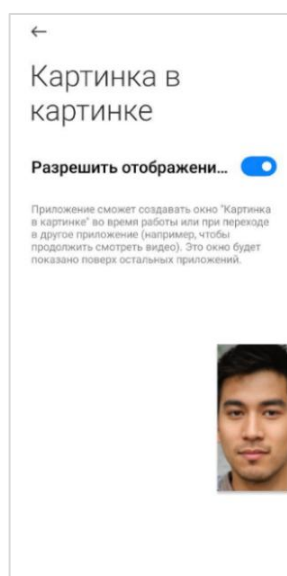 Картинка в
картинке
Разрешить отображени...
Приложение сможет создавать окно "Картинка
в картинке" во время работы или при переходе
в другое приложение (например, чтобы
продолжить смотреть видео). Это окно будет
показано поверх остальных приложений.